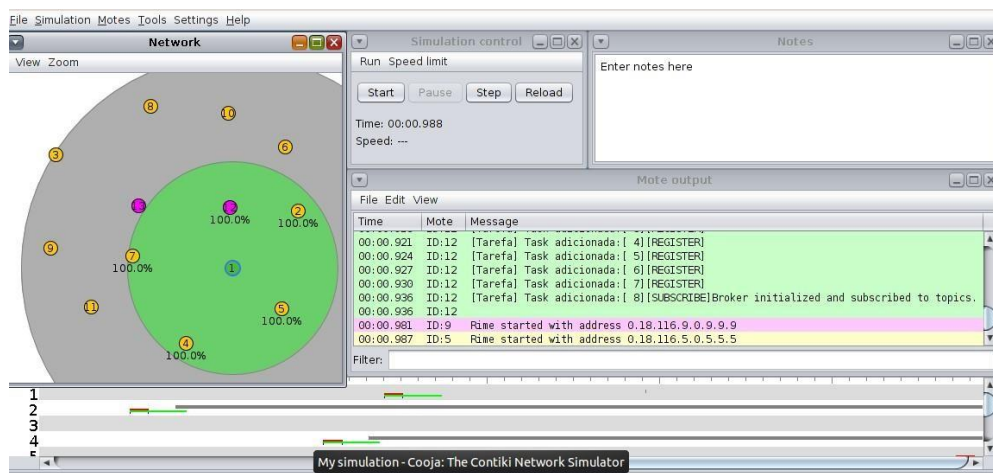 File Simulation Motes Tools Settings Help
Network
View Zoom
8
10
3
6
13
12
100.0%
2
100.0%
9
7
100.0%
1
11
5
100.0%
4
100.0%
Simulation control
Run Speed limit
Start Pause Step Reload
Time: 00:00.988
Speed: ---
Notes
Enter notes here
Mote output
File Edit View
Time Mote Message
00:00.921 ID:12 [Tarefa] Task adicionada:[ 4][REGISTER]
00:00.924 ID:12 [Tarefa] Task adicionada:[ 5][REGISTER]
00:00.927 ID:12 [Tarefa] Task adicionada:[ 6][REGISTER]
00:00.930 ID:12 [Tarefa] Task adicionada:[ 7][REGISTER]
00:00.936 ID:12 [Tarefa] Task adicionada:[ 8][SUBSCRIBE]Broker initialized and subscribed to topics.
00:00.936 ID:12
00:00.981 ID:9 Rime started with address 0.18.116.9.0.9.9.9
00:00.987 ID:5 Rime started with address 0.18.116.5.0.5.5.5
Filter:
1
2
3
4
My simulation - Cooja: The Contiki Network Simulator